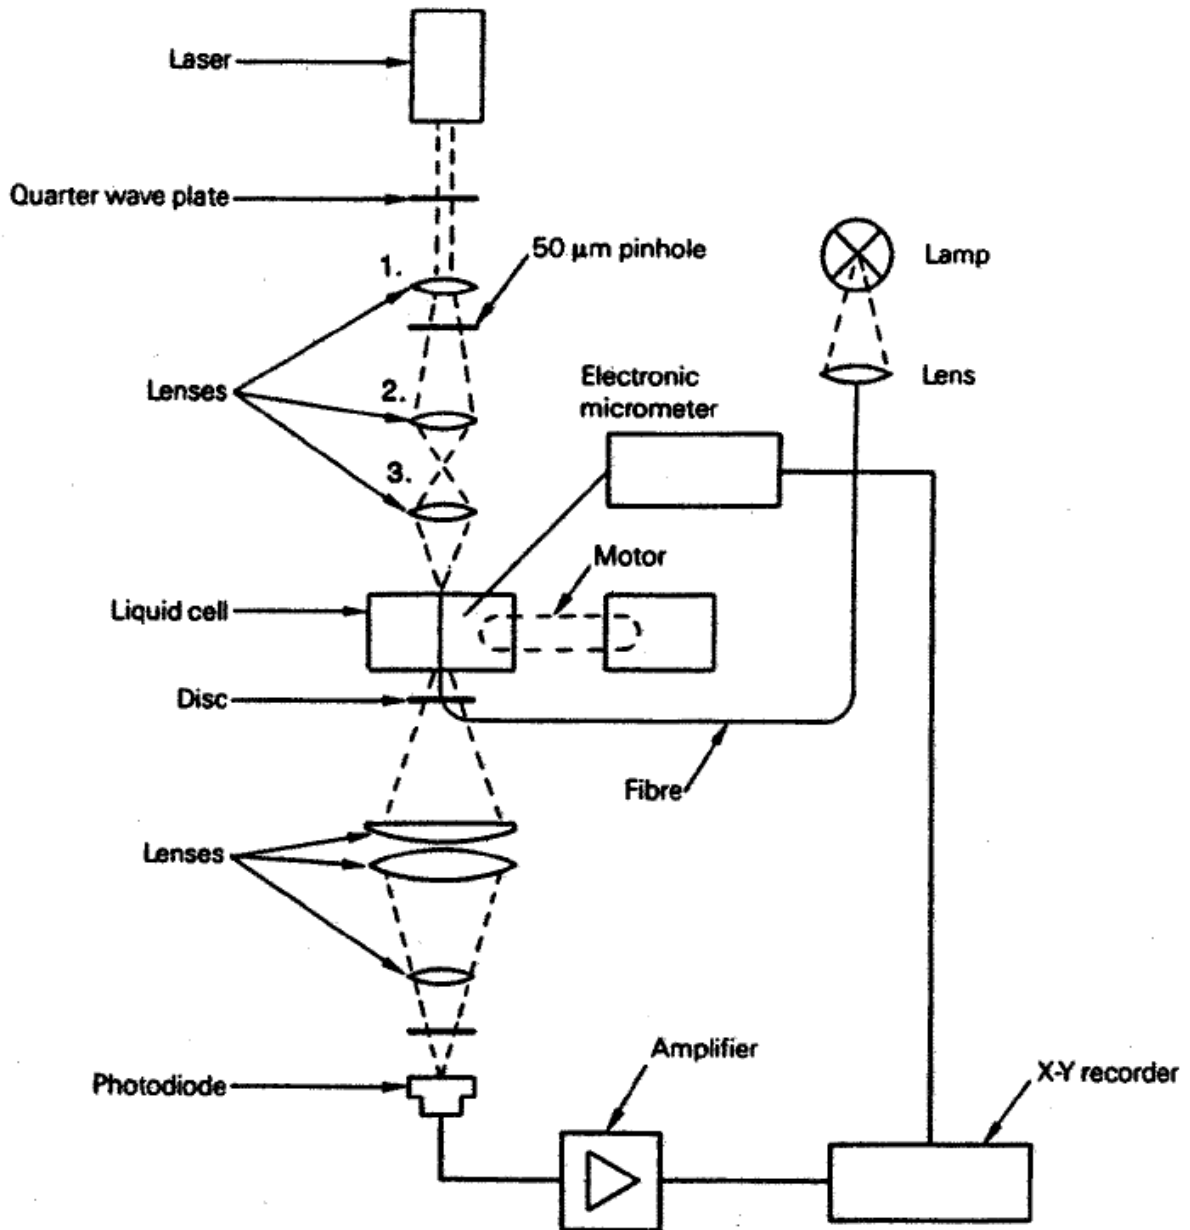 Laser
Quarter wave plate
50 μm pinhole
Lamp
1.
Lenses
2.
Electronic
micrometer
Lens
3.
Motor
Liquid cell
Disc
Fibre
Lenses
Amplifier
Photodiode
X-Y recorder